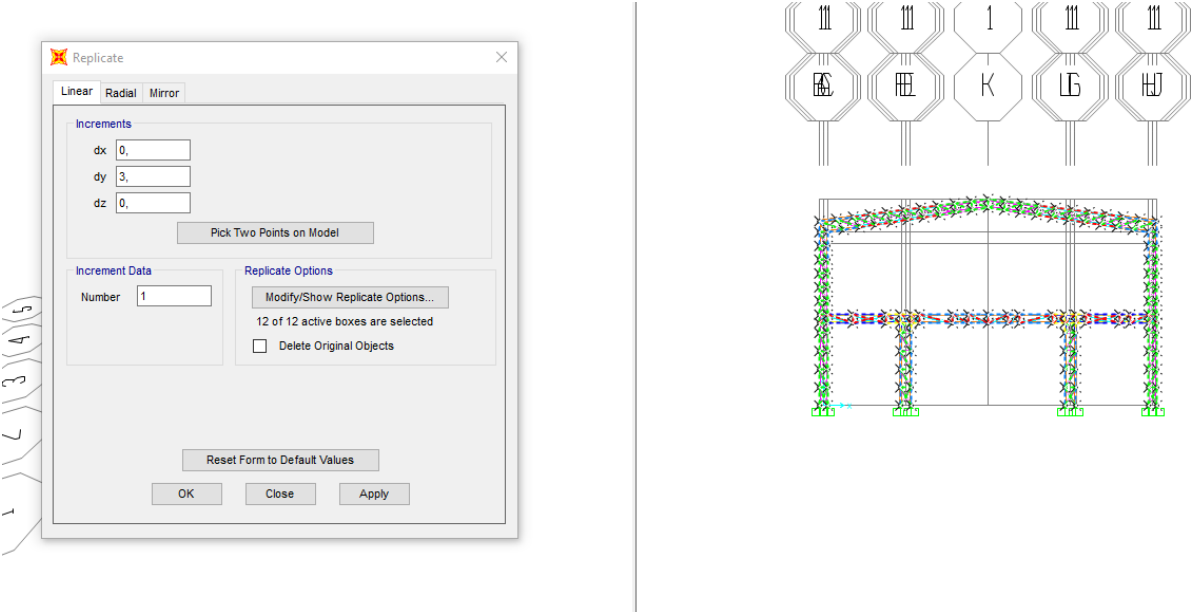 Replicate
Linear Radial Mirror
Increments
dx 0,
dy 3,
dz 0,
Pick Two Points on Model
Increment Data
Number 1
Replicate Options
Modify/Show Replicate Options...
12 of 12 active boxes are selected
Delete Original Objects
Reset Form to Default Values
OK Close Apply
5
4
3
2
1
1
K